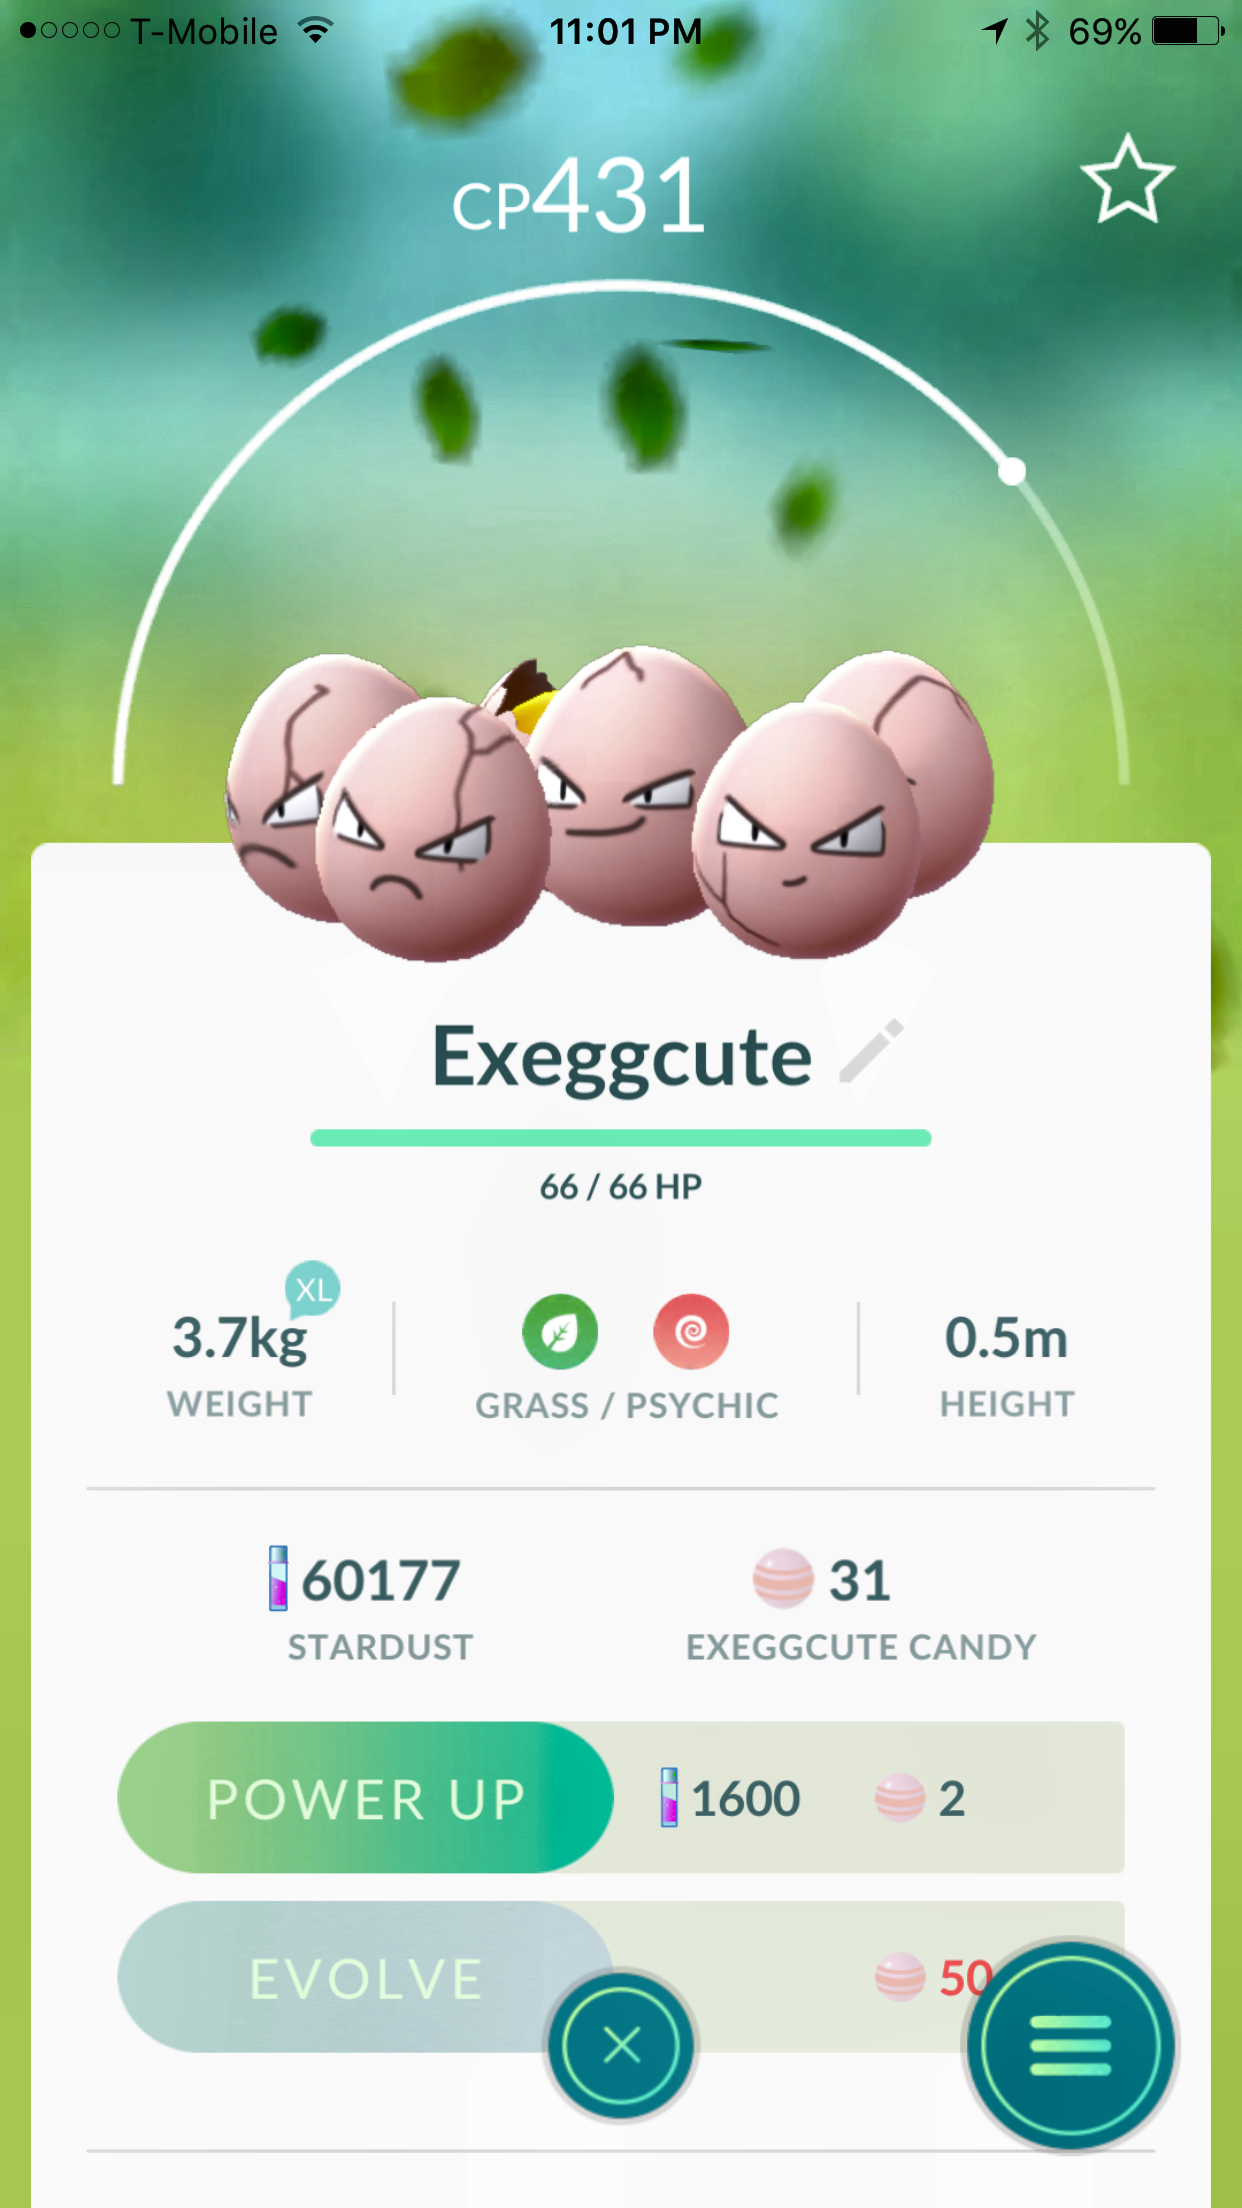 T-Mobile 11:01 PM 69%
CP431
Exeggcute
66 / 66 HP
XL
3.7kg 0.5m
WEIGHT GRASS / PSYCHIC HEIGHT
60177 31
STARDUST EXEGGCUTE CANDY
POWER UP 1600 2
EVOLVE 50